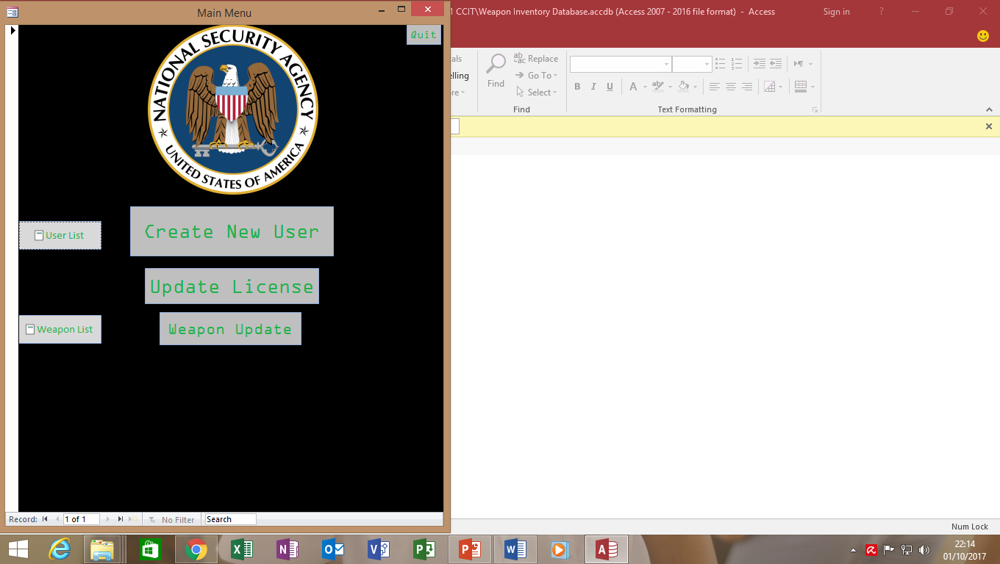 Main Menu
1 CCIT\Weapon Inventory Database.accdb (Access 2007 - 2016 file format) - Access
Sign in
?
Quit
NATIONAL SECURITY AGENCY
UNITED STATES OF AMERICA
Create New User
User List
Update License
Weapon List
Weapon Update
Record:
1 of 1
No Filter
Search
elling
Find
ab
ac
Replace
Go To
Select
Find
B I U
A
Text Formatting
Num Lock
22:14
01/10/2017